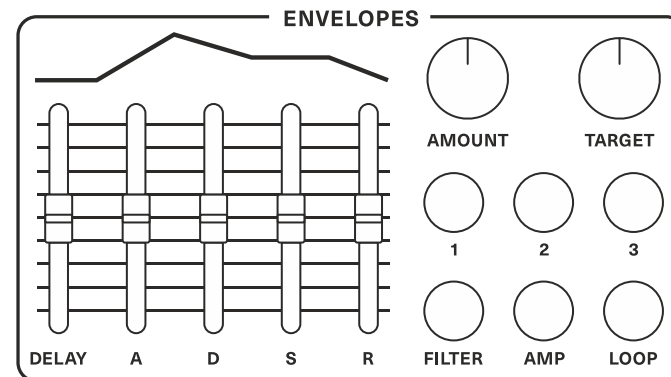 ENVELOPES
AMOUNT TARGET
1 2 3
DELAY A D S R FILTER AMP LOOP